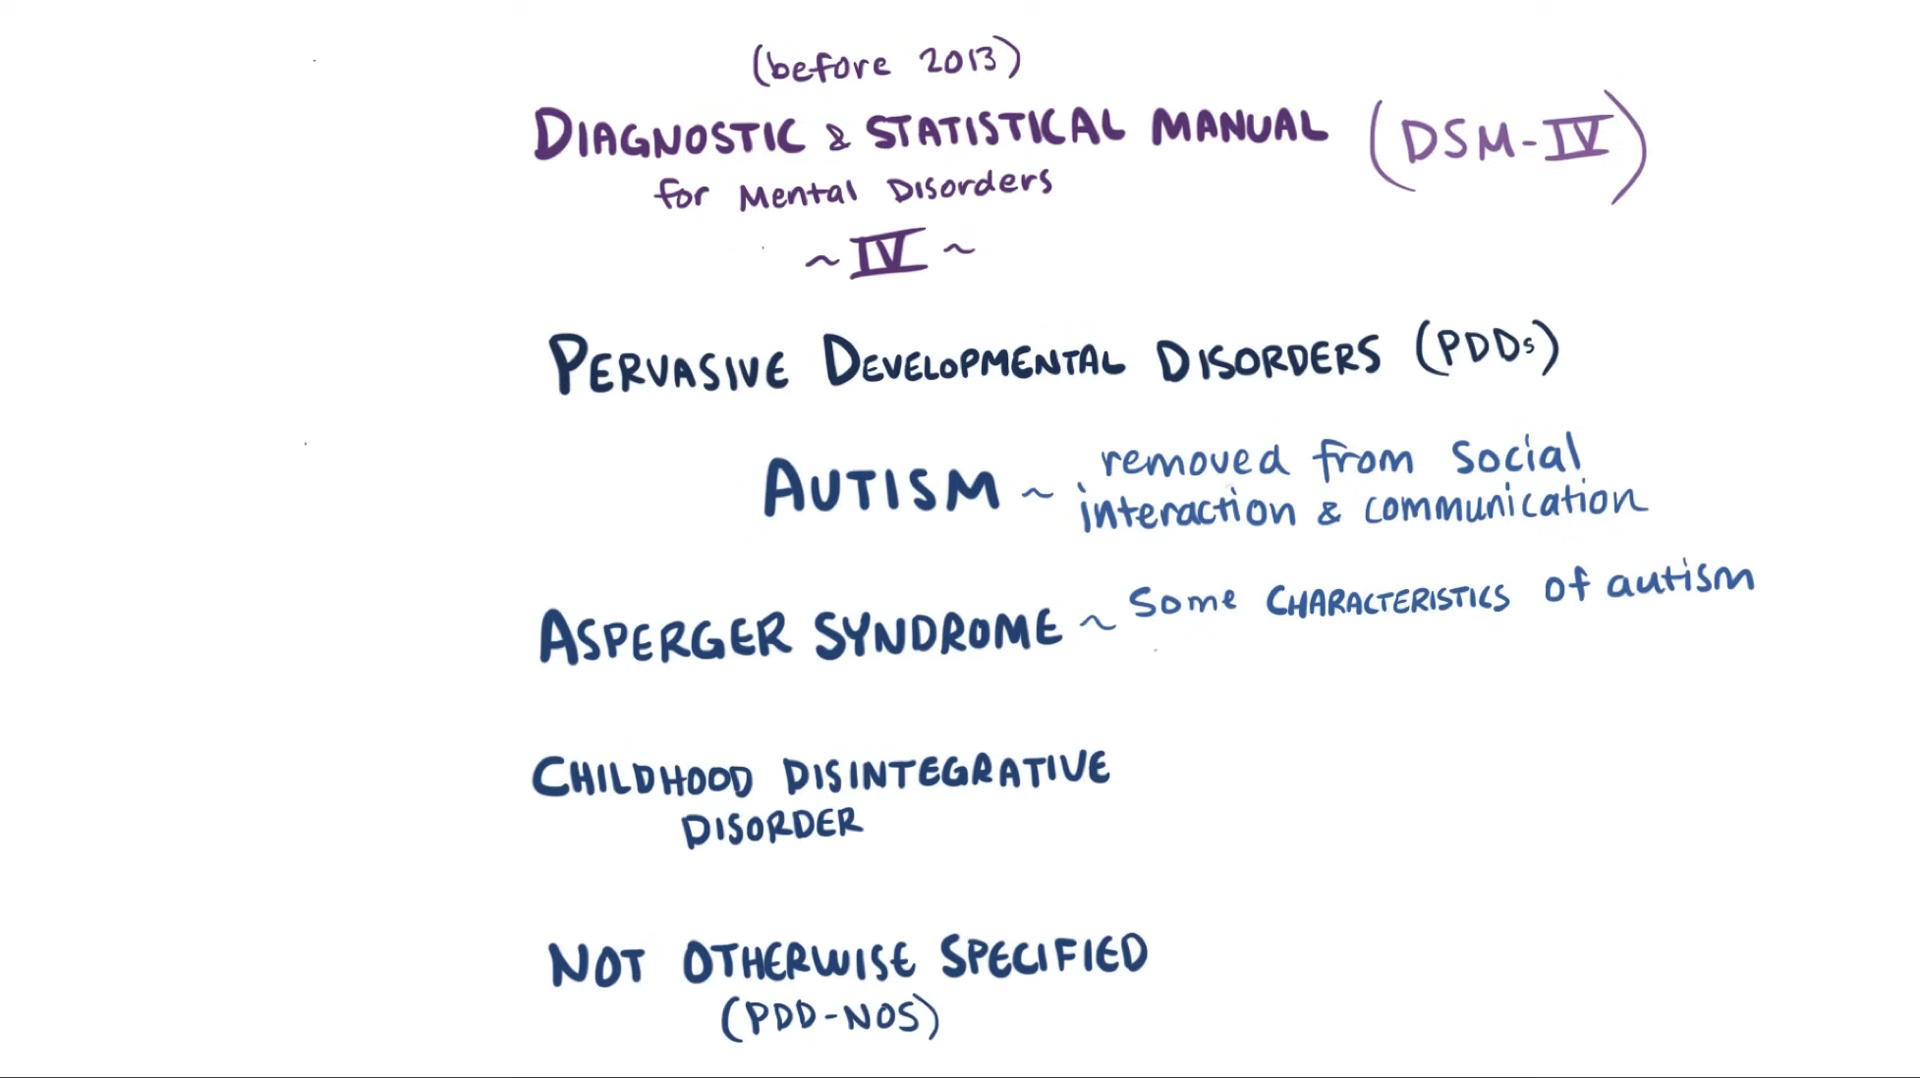 (before 2013)
DIAGNOSTIC & STATISTICAL MANUAL (DSM-IV)
for Mental Disorders
~ IV ~
PERVASIVE DEVELOPMENTAL DISORDERS (PDDs)
AUTISM ~ removed from social
interaction & communication
ASPERGER SYNDROME ~ Some CHARACTERISTICS of autism
CHILDHOOD DISINTEGRATIVE
DISORDER
NOT OTHERWISE SPECIFIED
(PDD-NOS)